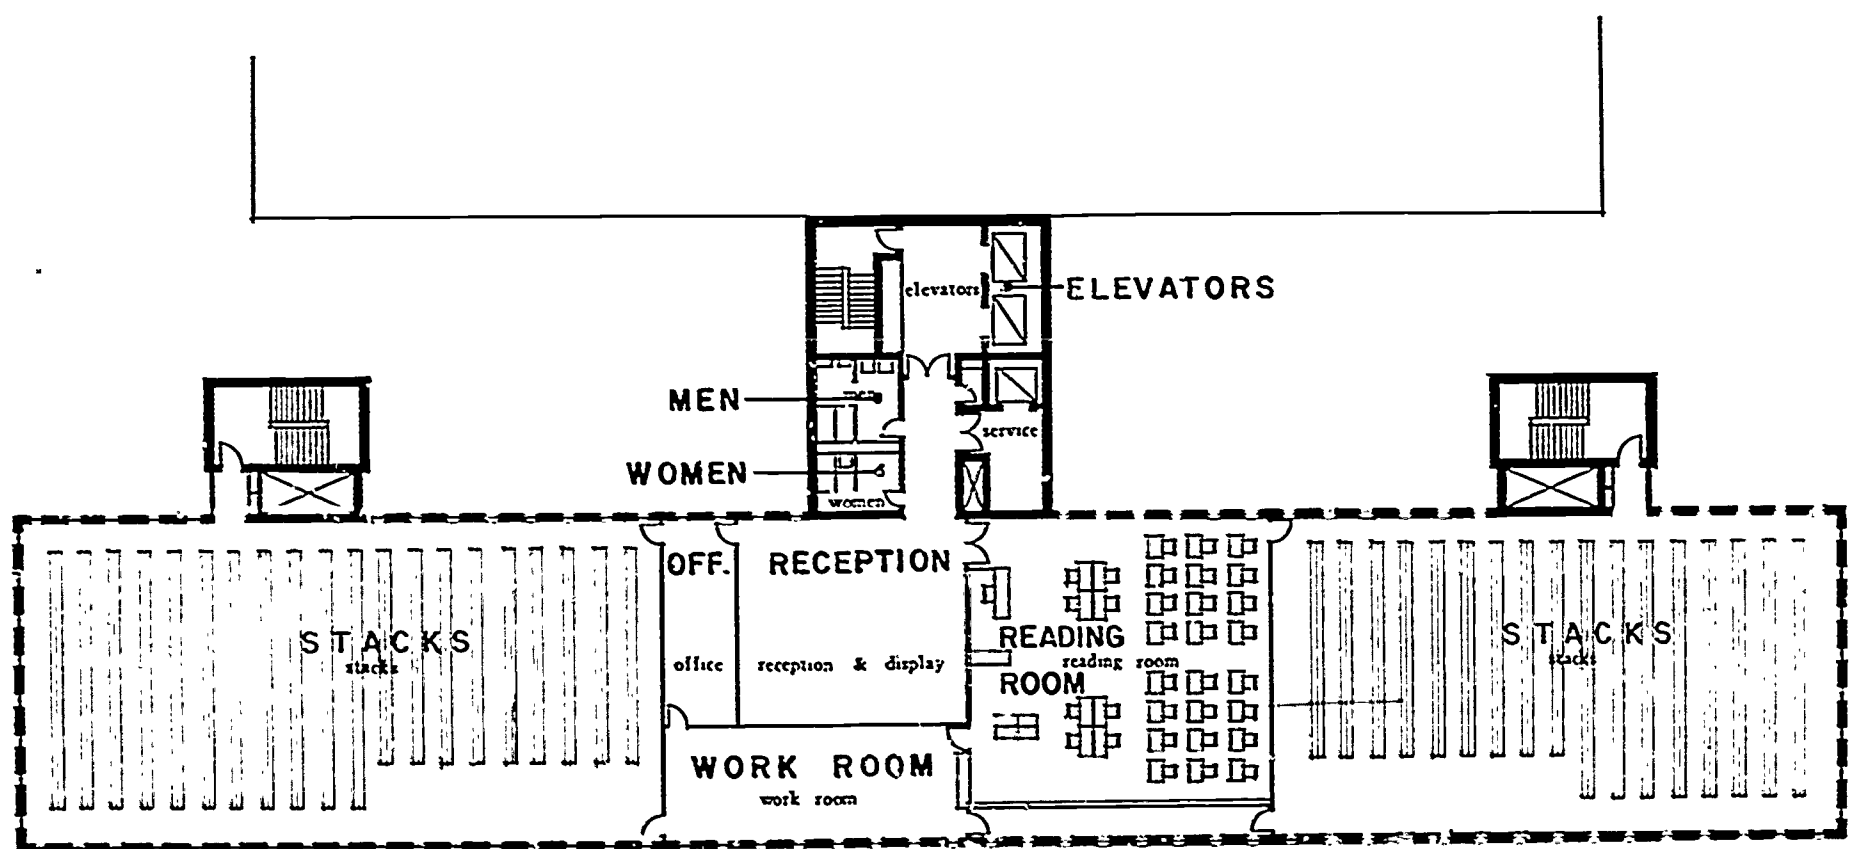 elevators
ELEVATORS
MEN
men
service
WOMEN
women
OFF.
RECEPTION
STACKS
stacks
office
reception & display
READING
reading room
ROOM
STACKS
stacks
WORK ROOM
work room